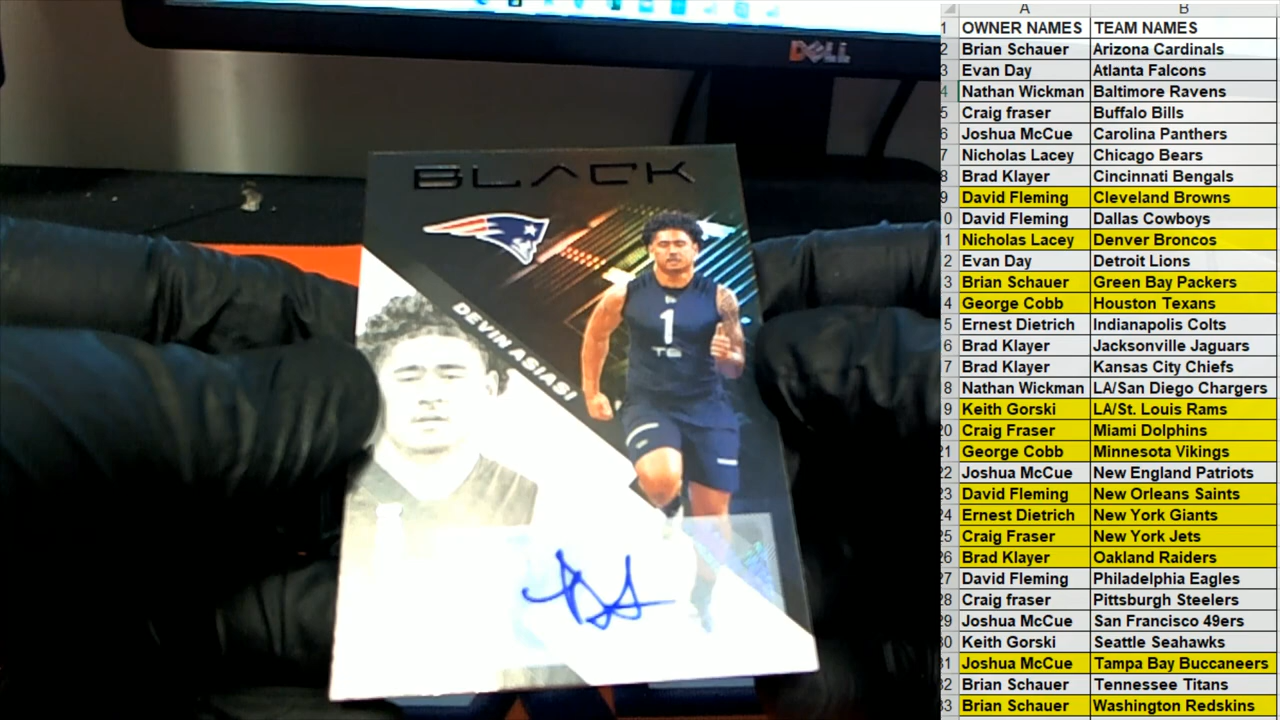 DELL
BLACK
DEVIN ASIASI
1
TE
A B
1 OWNER NAMES TEAM NAMES
2 Brian Schauer Arizona Cardinals
3 Evan Day Atlanta Falcons
4 Nathan Wickman Baltimore Ravens
5 Craig fraser Buffalo Bills
6 Joshua McCue Carolina Panthers
7 Nicholas Lacey Chicago Bears
8 Brad Klayer Cincinnati Bengals
9 David Fleming Cleveland Browns
0 David Fleming Dallas Cowboys
1 Nicholas Lacey Denver Broncos
2 Evan Day Detroit Lions
3 Brian Schauer Green Bay Packers
4 George Cobb Houston Texans
5 Ernest Dietrich Indianapolis Colts
6 Brad Klayer Jacksonville Jaguars
7 Brad Klayer Kansas City Chiefs
8 Nathan Wickman LA/San Diego Chargers
9 Keith Gorski LA/St. Louis Rams
20 Craig Fraser Miami Dolphins
21 George Cobb Minnesota Vikings
22 Joshua McCue New England Patriots
23 David Fleming New Orleans Saints
24 Ernest Dietrich New York Giants
25 Craig Fraser New York Jets
26 Brad Klayer Oakland Raiders
27 David Fleming Philadelphia Eagles
28 Craig fraser Pittsburgh Steelers
29 Joshua McCue San Francisco 49ers
30 Keith Gorski Seattle Seahawks
31 Joshua McCue Tampa Bay Buccaneers
32 Brian Schauer Tennessee Titans
33 Brian Schauer Washington Redskins